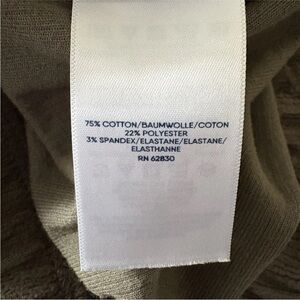 75% COTTON/BAUMWOLLE/COTON
22% POLYESTER
3% SPANDEX/ELASTANE/ELASTANE/
ELASTHANNE
RN 62830